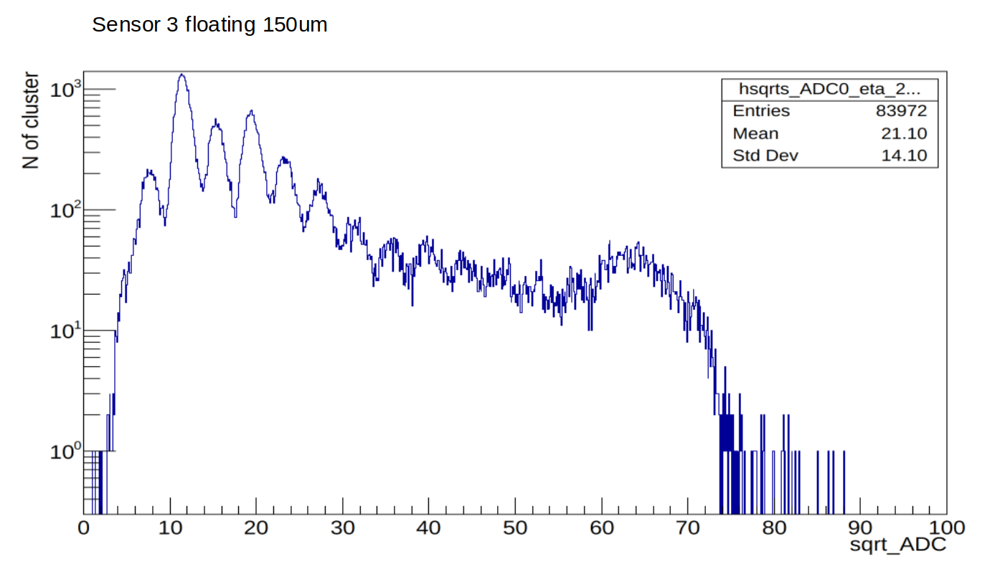 Sensor 3 floating 150um
N of cluster
10³
10²
10¹
10⁰
hsqrts_ADC0_eta_2...
Entries 83972
Mean 21.10
Std Dev 14.10
0 10 20 30 40 50 60 70 80 90 100
sqrt_ADC